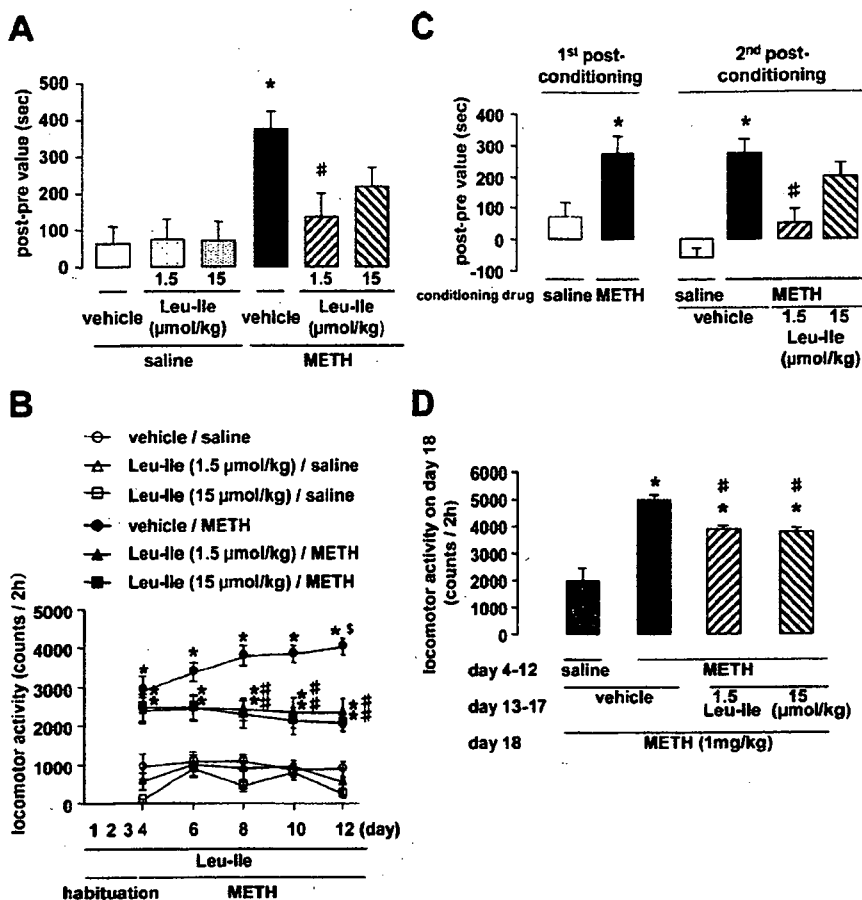 A
post-pre value (sec)
500
400
300
200
100
0
*
#
1.5 15 1.5 15
vehicle Leu-Ile (μmol/kg) vehicle Leu-Ile (μmol/kg)
saline METH
C
1st post-conditioning 2nd post-conditioning
post-pre value (sec)
400
300
200
100
0
-100
* *
#
conditioning drug saline METH saline METH
vehicle 1.5 15
Leu-Ile
(μmol/kg)
B
vehicle / saline
Leu-Ile (1.5 μmol/kg) / saline
Leu-Ile (15 μmol/kg) / saline
vehicle / METH
Leu-Ile (1.5 μmol/kg) / METH
Leu-Ile (15 μmol/kg) / METH
locomotor activity (counts / 2h)
5000
4000
3000
2000
1000
0
* * * * *$
* * *# *# *#
* * *# *# *#
1 2 3 4 6 8 10 12 (day)
Leu-Ile
habituation METH
D
locomotor activity on day 18
(counts / 2h)
6000
5000
4000
3000
2000
1000
0
* # #
* *
day 4-12 saline METH
day 13-17 vehicle 1.5 15
Leu-Ile (μmol/kg)
day 18 METH (1mg/kg)